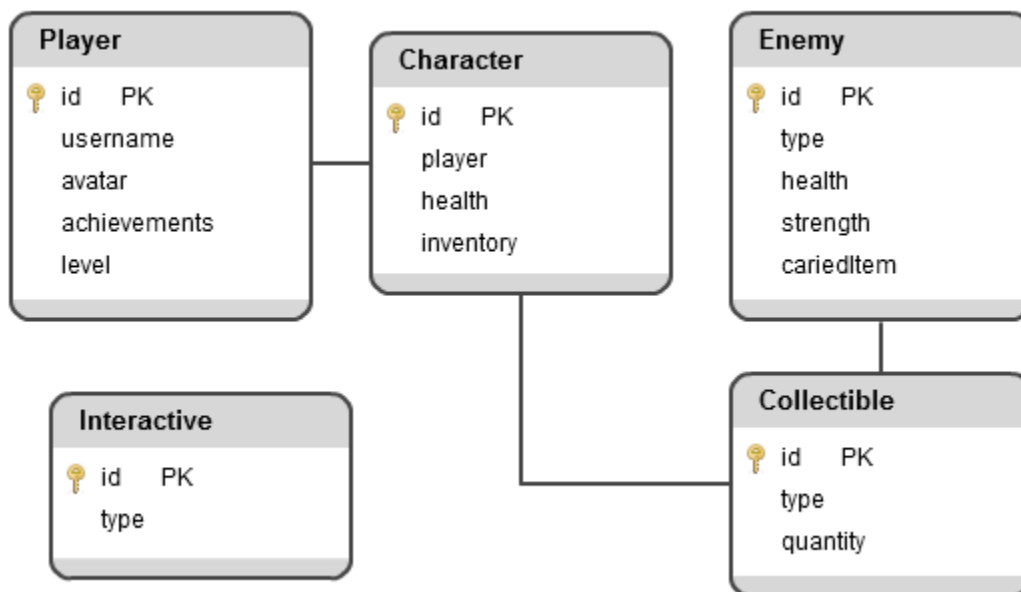 Player
id PK
username
avatar
achievements
level
Character
id PK
player
health
inventory
Enemy
id PK
type
health
strength
cariedItem
Interactive
id PK
type
Collectible
id PK
type
quantity